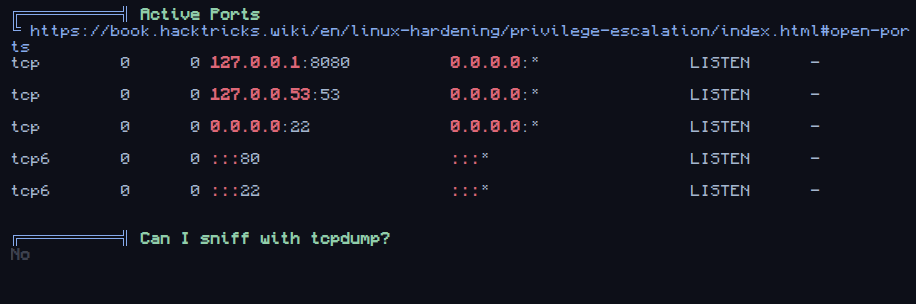 ╔══════════╣ Active Ports
╚ https://book.hacktricks.wiki/en/linux-hardening/privilege-escalation/index.html#open-por
ts
tcp        0      0 127.0.0.1:8080          0.0.0.0:*               LISTEN      -
tcp        0      0 127.0.0.53:53           0.0.0.0:*               LISTEN      -
tcp        0      0 0.0.0.0:22              0.0.0.0:*               LISTEN      -
tcp6       0      0 :::80                   :::*                    LISTEN      -
tcp6       0      0 :::22                   :::*                    LISTEN      -
╔══════════╣ Can I sniff with tcpdump?
No